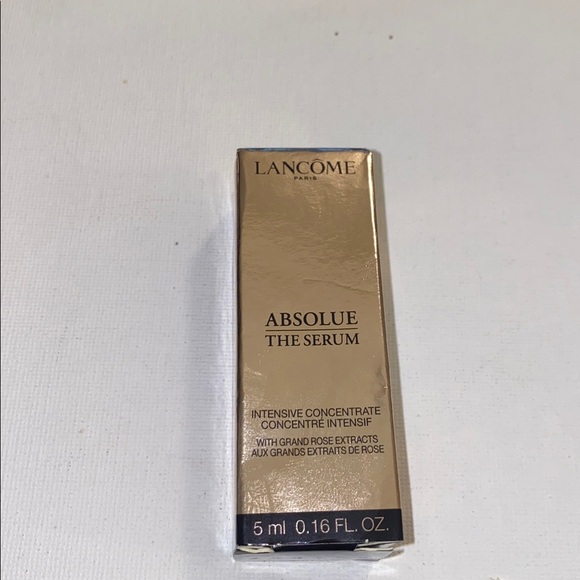 LANCÔME
PARIS
ABSOLUE
THE SERUM
INTENSIVE CONCENTRATE
CONCENTRÉ INTENSIF
WITH GRAND ROSE EXTRACTS
AUX GRANDS EXTRAITS DE ROSE
5 ml 0.16 FL. OZ.